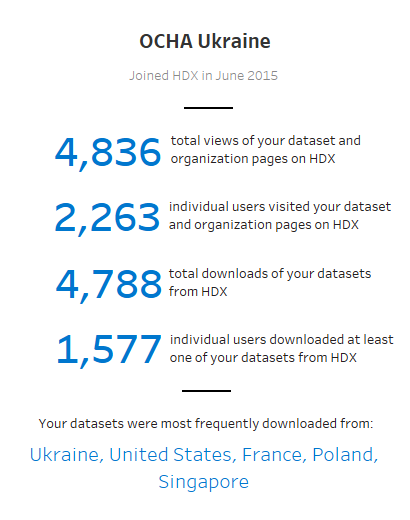 OCHA Ukraine
Joined HDX in June 2015
4,836 total views of your dataset and
organization pages on HDX
2,263 individual users visited your dataset
and organization pages on HDX
4,788 total downloads of your datasets
from HDX
1,577 individual users downloaded at least
one of your datasets from HDX
Your datasets were most frequently downloaded from:
Ukraine, United States, France, Poland,
Singapore